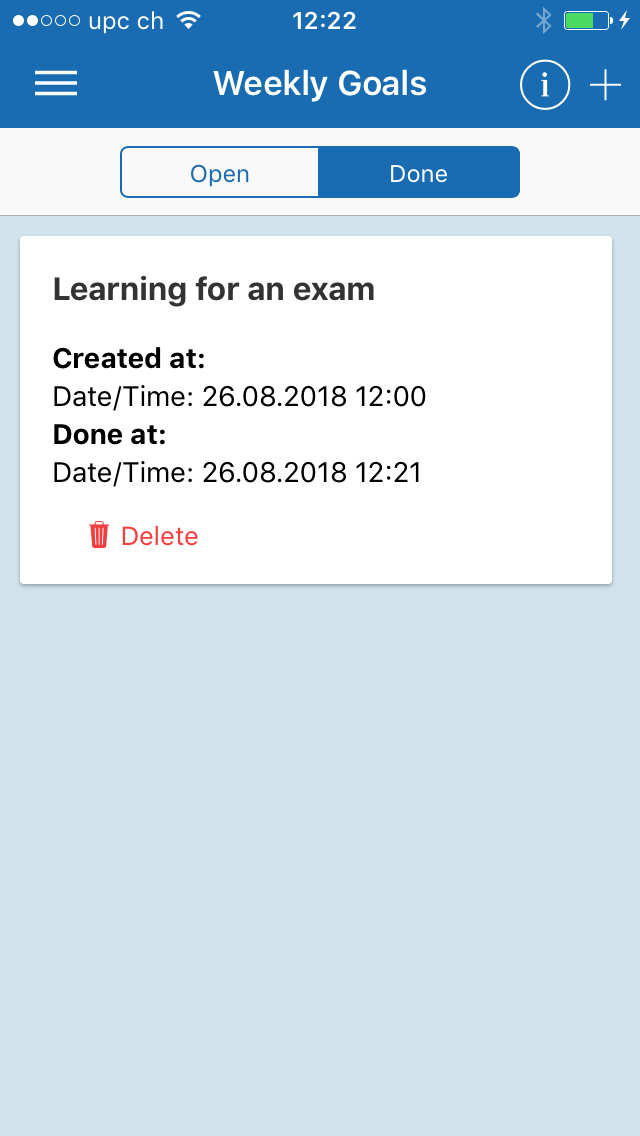 upc ch 12:22
Weekly Goals
Open Done
Learning for an exam
Created at:
Date/Time: 26.08.2018 12:00
Done at:
Date/Time: 26.08.2018 12:21
Delete